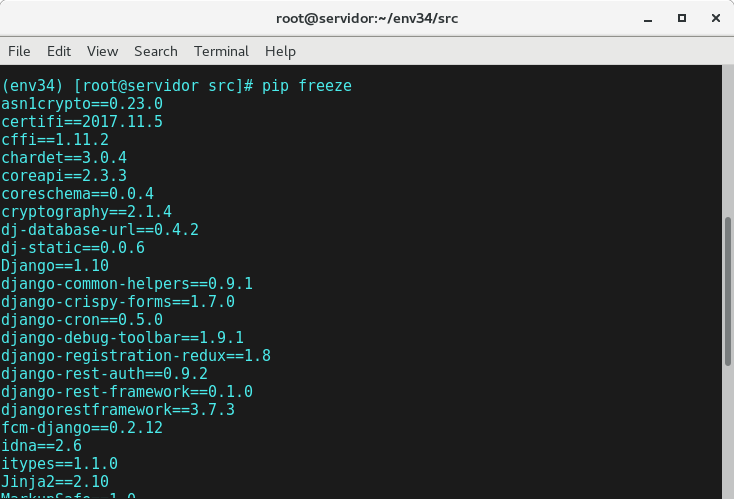 root@servidor:~/env34/src
File Edit View Search Terminal Help
(env34) [root@servidor src]# pip freeze
asn1crypto==0.23.0
certifi==2017.11.5
cffi==1.11.2
chardet==3.0.4
coreapi==2.3.3
coreschema==0.0.4
cryptography==2.1.4
dj-database-url==0.4.2
dj-static==0.0.6
Django==1.10
django-common-helpers==0.9.1
django-crispy-forms==1.7.0
django-cron==0.5.0
django-debug-toolbar==1.9.1
django-registration-redux==1.8
django-rest-auth==0.9.2
django-rest-framework==0.1.0
djangorestframework==3.7.3
fcm-django==0.2.12
idna==2.6
itypes==1.1.0
Jinja2==2.10
MarkupSafe==1.0